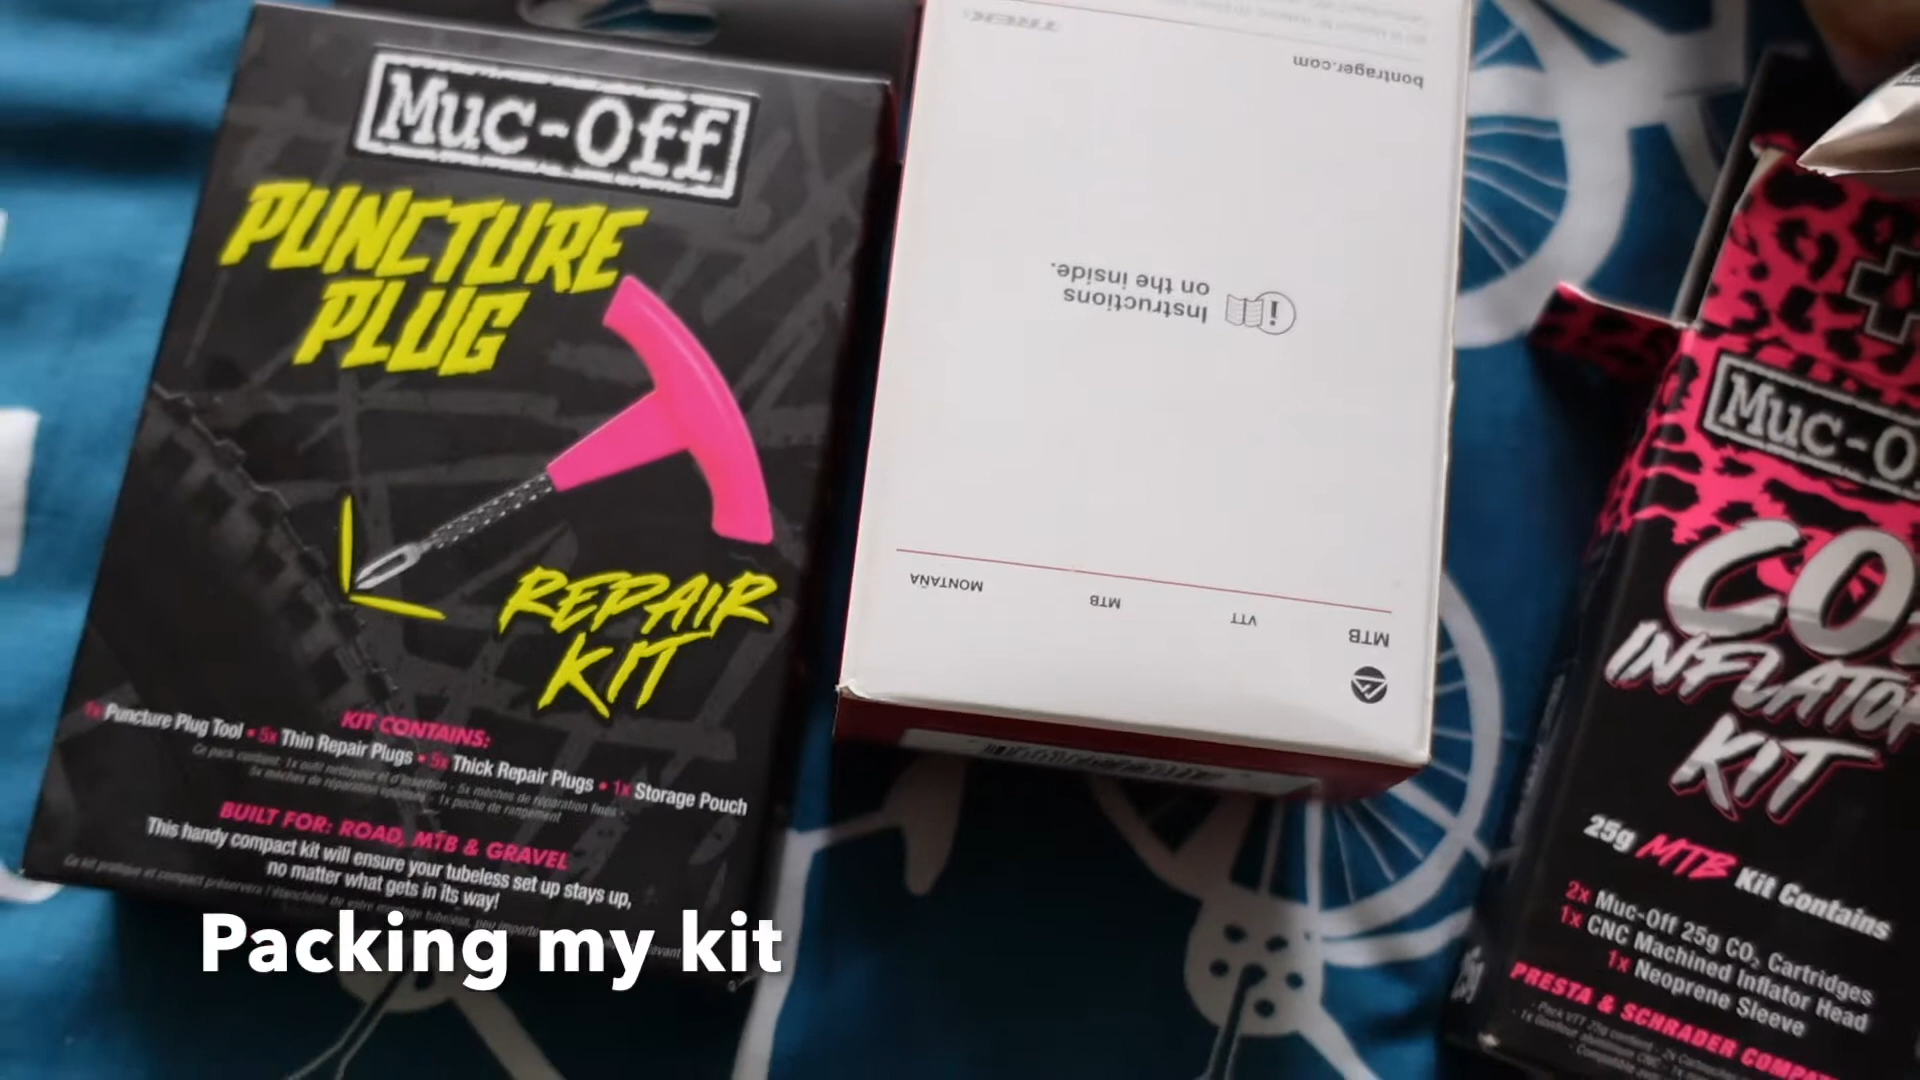 Muc-Off
PUNCTURE
PLUG
REPAIR
KIT
KIT CONTAINS:
1x Puncture Plug Tool • 5x Thin Repair Plugs • 5x Thick Repair Plugs • 1x Storage Pouch
BUILT FOR: ROAD, MTB & GRAVEL
This handy compact kit will ensure your tubeless set up stays up,
no matter what gets in its way!
Packing my kit
MTB VTT MTB MONTAÑA
Instructions
on the inside.
bontrager.com
TREK
Muc-O
CO2
INFLATOR
KIT
25g MTB Kit Contains
2x Muc-Off 25g CO2 Cartridges
1x CNC Machined Inflator Head
1x Neoprene Sleeve
PRESTA & SCHRADER COMPA